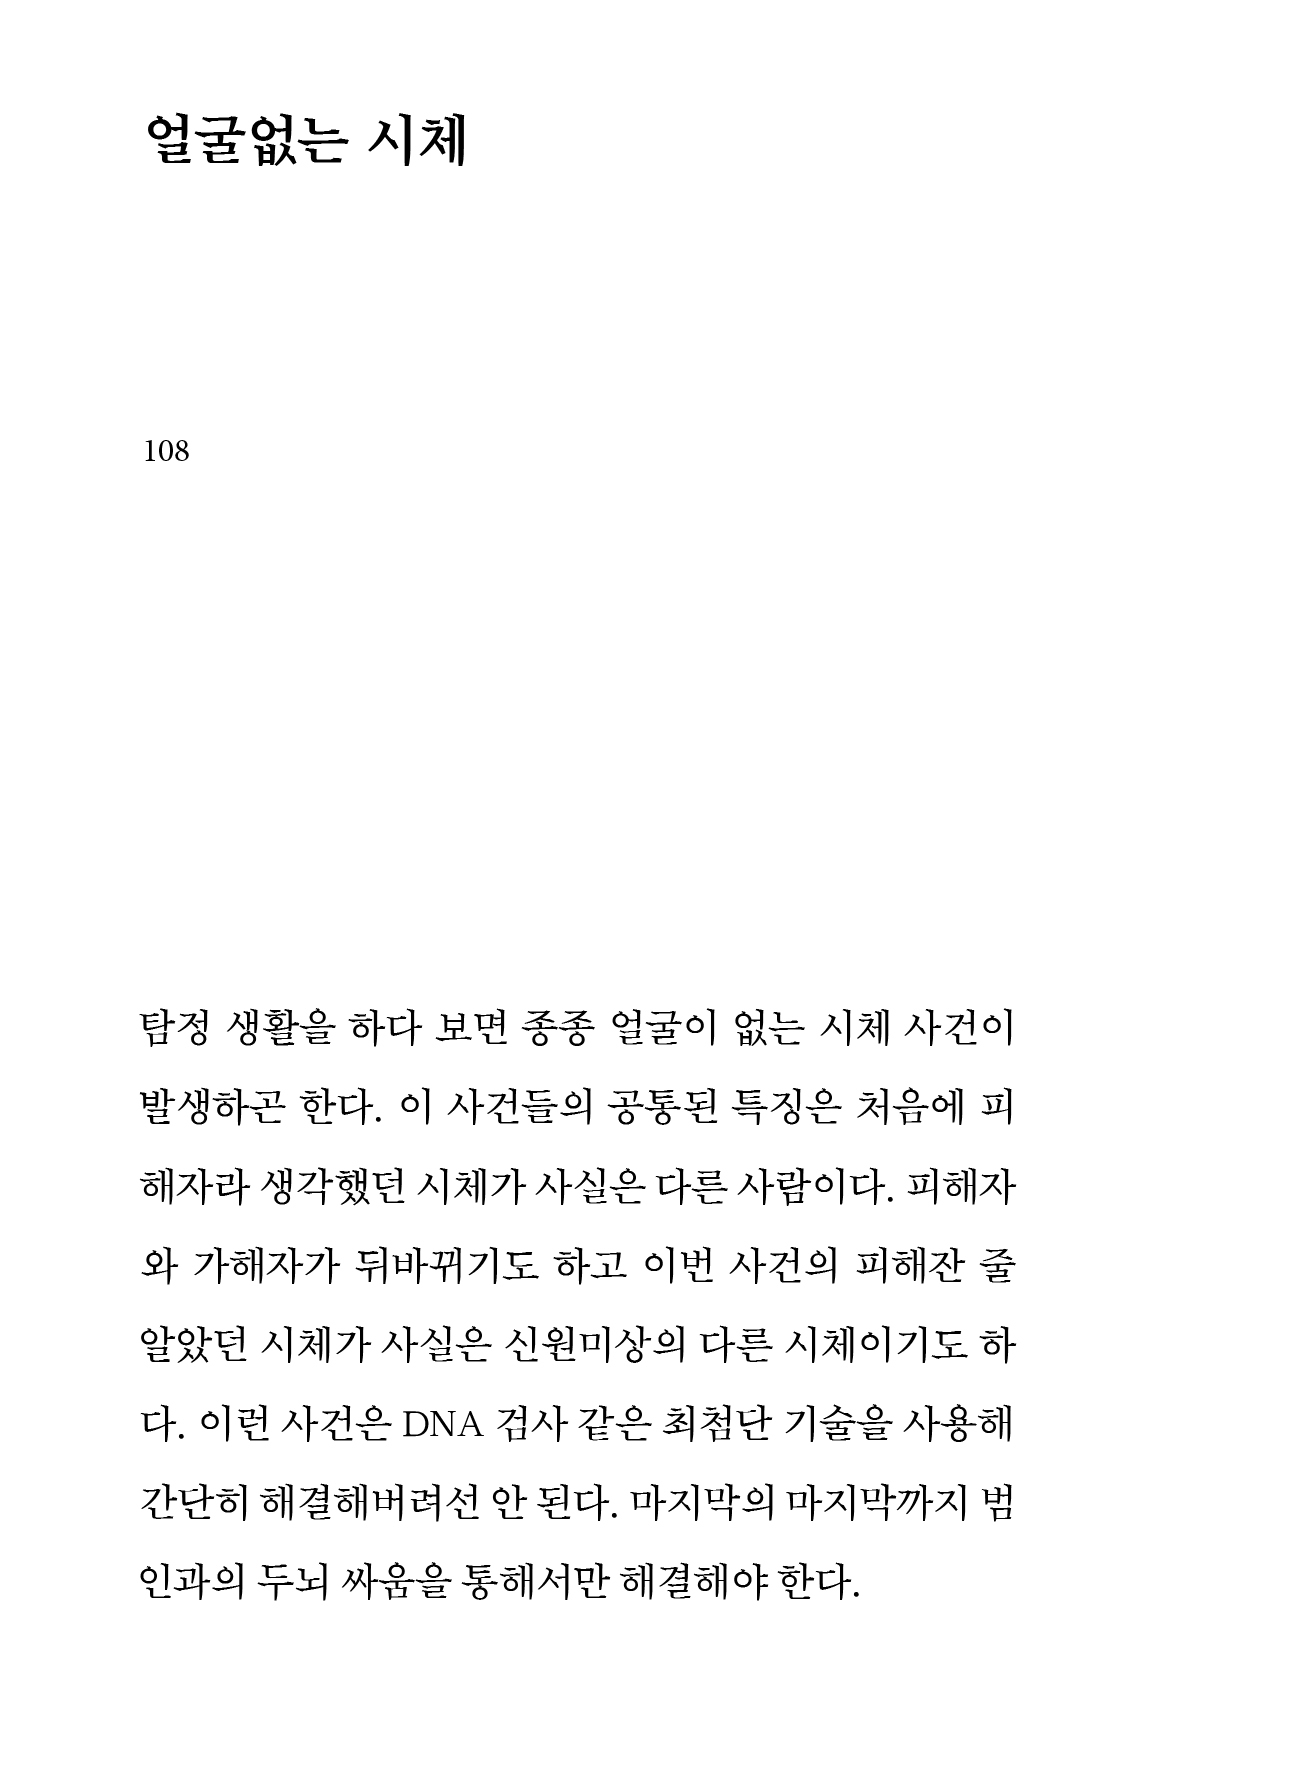 얼굴없는 시체
108
탐정 생활을 하다 보면 종종 얼굴이 없는 시체 사건이
발생하곤 한다. 이 사건들의 공통된 특징은 처음에 피
해자라 생각했던 시체가 사실은 다른 사람이다. 피해자
와 가해자가 뒤바뀌기도 하고 이번 사건의 피해잔 줄
알았던 시체가 사실은 신원미상의 다른 시체이기도 하
다. 이런 사건은 DNA 검사 같은 최첨단 기술을 사용해
간단히 해결해버려선 안 된다. 마지막의 마지막까지 범
인과의 두뇌 싸움을 통해서만 해결해야 한다.